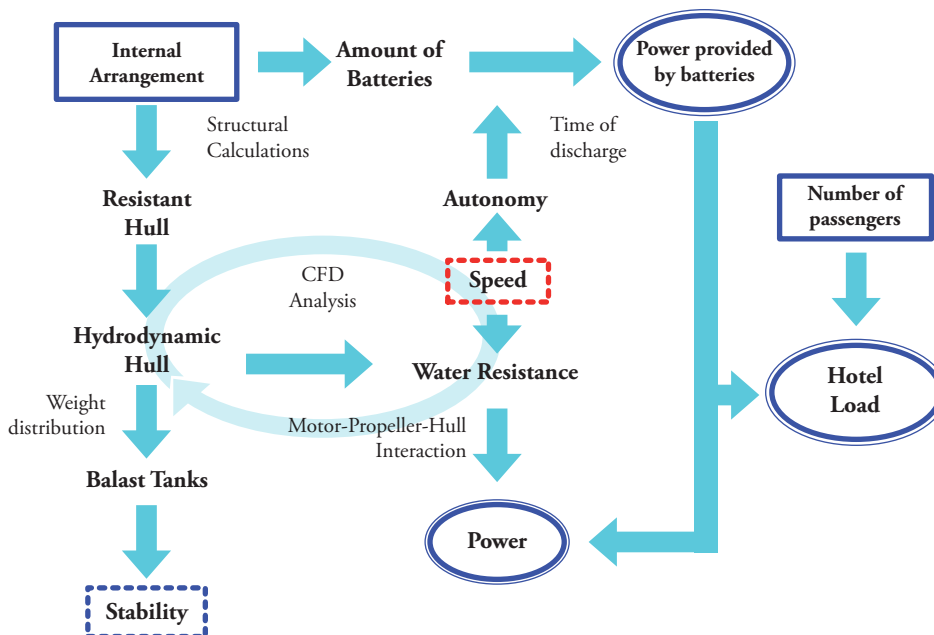 Internal
Arrangement
Amount of
Batteries
Power provided
by batteries
Structural
Calculations
Time of
discharge
Resistant
Hull
Autonomy
Number of
passengers
CFD
Analysis
Speed
Hydrodynamic
Hull
Water Resistance
Hotel
Load
Weight
distribution
Motor-Propeller-Hull
Interaction
Balast Tanks
Power
Stability